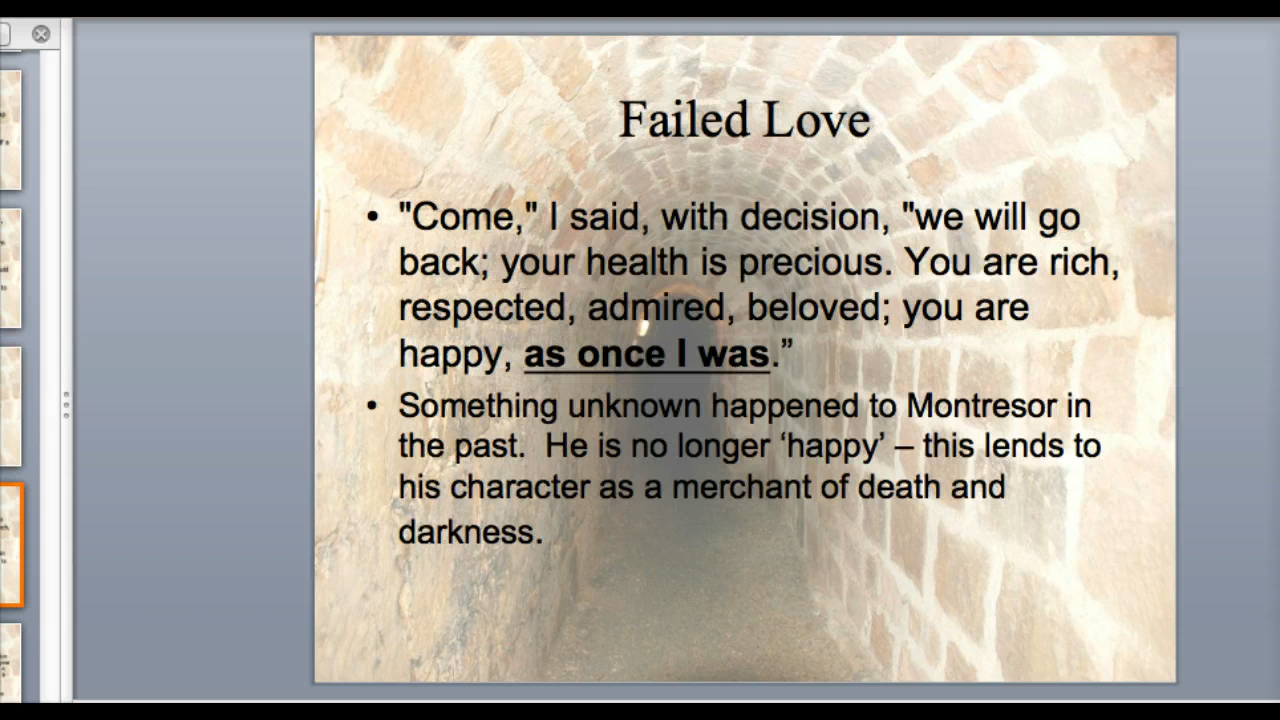 Failed Love
• "Come," I said, with decision, "we will go
back; your health is precious. You are rich,
respected, admired, beloved; you are
happy, as once I was.”
• Something unknown happened to Montresor in
the past.  He is no longer ‘happy’ – this lends to
his character as a merchant of death and
darkness.